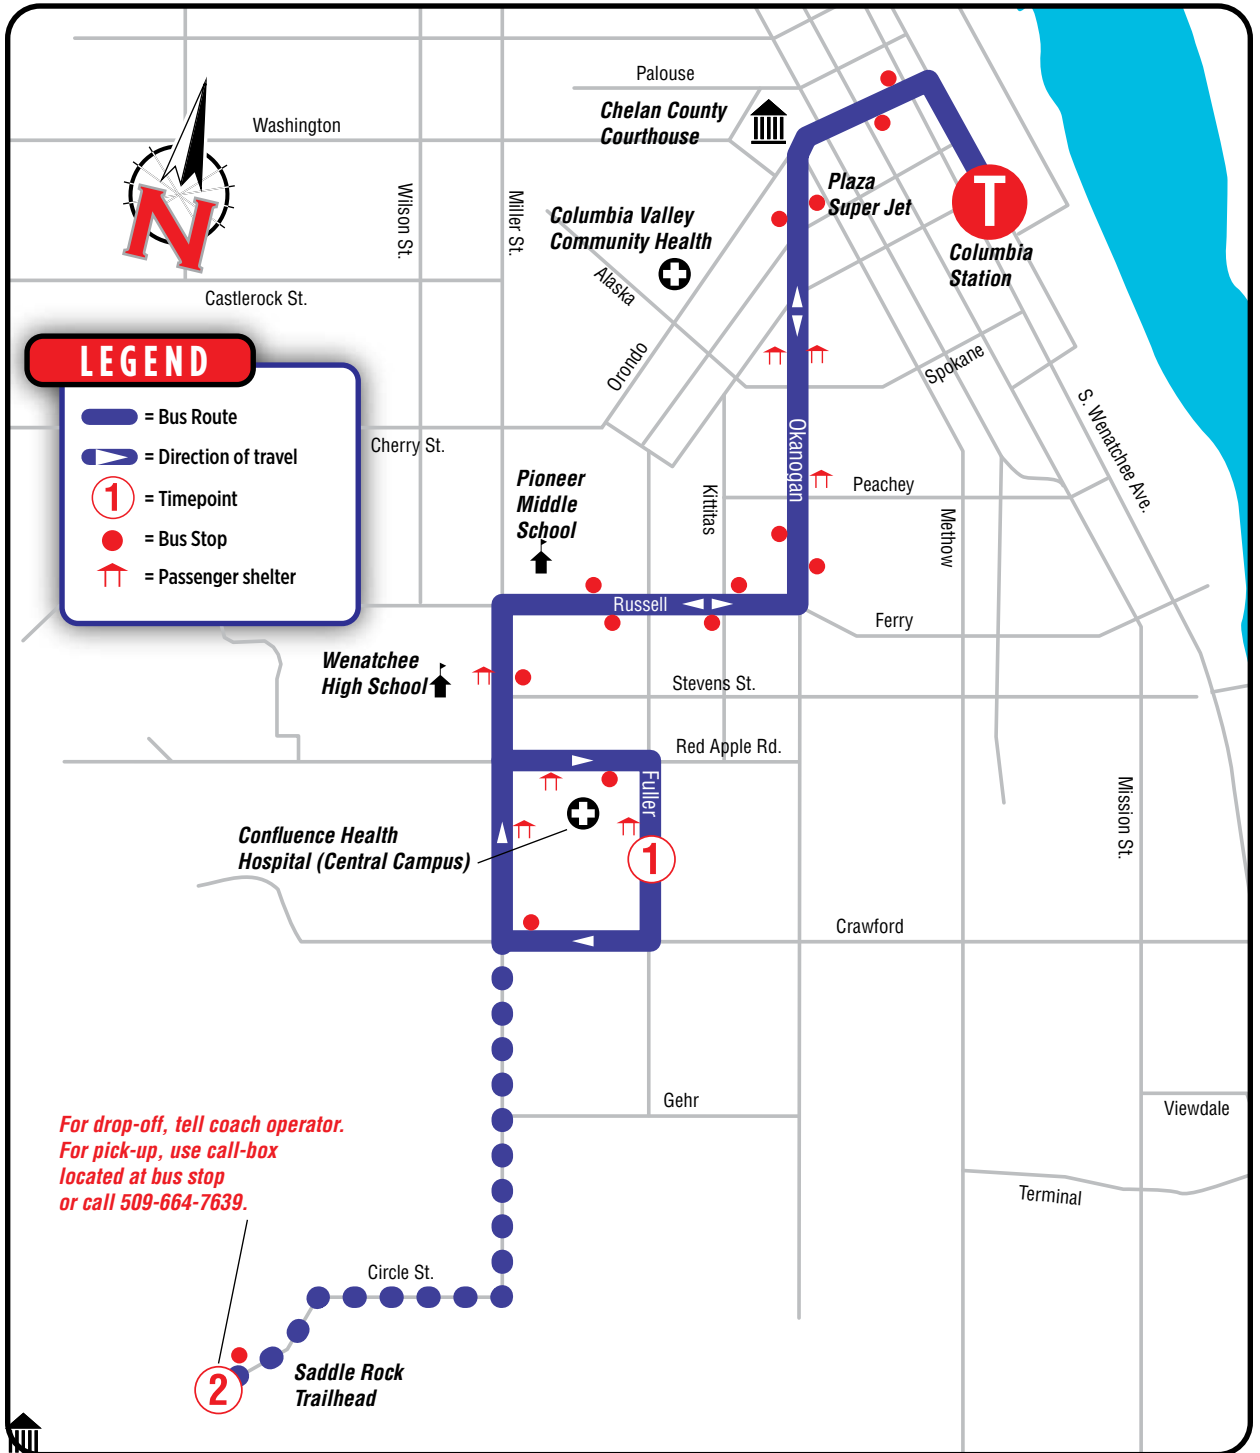 Palouse
Chelan County
Courthouse
Washington
Wilson St.
Miller St.
Plaza
Super Jet
T
Columbia
Station
Columbia Valley
Community Health
Alaska
N
Castlerock St.
Orondo
Spokane
S. Wenatchee Ave.
LEGEND
= Bus Route
= Direction of travel
1 = Timepoint
= Bus Stop
= Passenger shelter
Cherry St.
Okanogan
Pioneer
Middle
School
Kittitas
Peachey
Methow
Russell
Ferry
Wenatchee
High School
Stevens St.
Red Apple Rd.
Fuller
Mission St.
Confluence Health
Hospital (Central Campus)
1
Crawford
Gehr
Viewdale
For drop-off, tell coach operator.
For pick-up, use call-box
located at bus stop
or call 509-664-7639.
Terminal
Circle St.
Saddle Rock
Trailhead
2